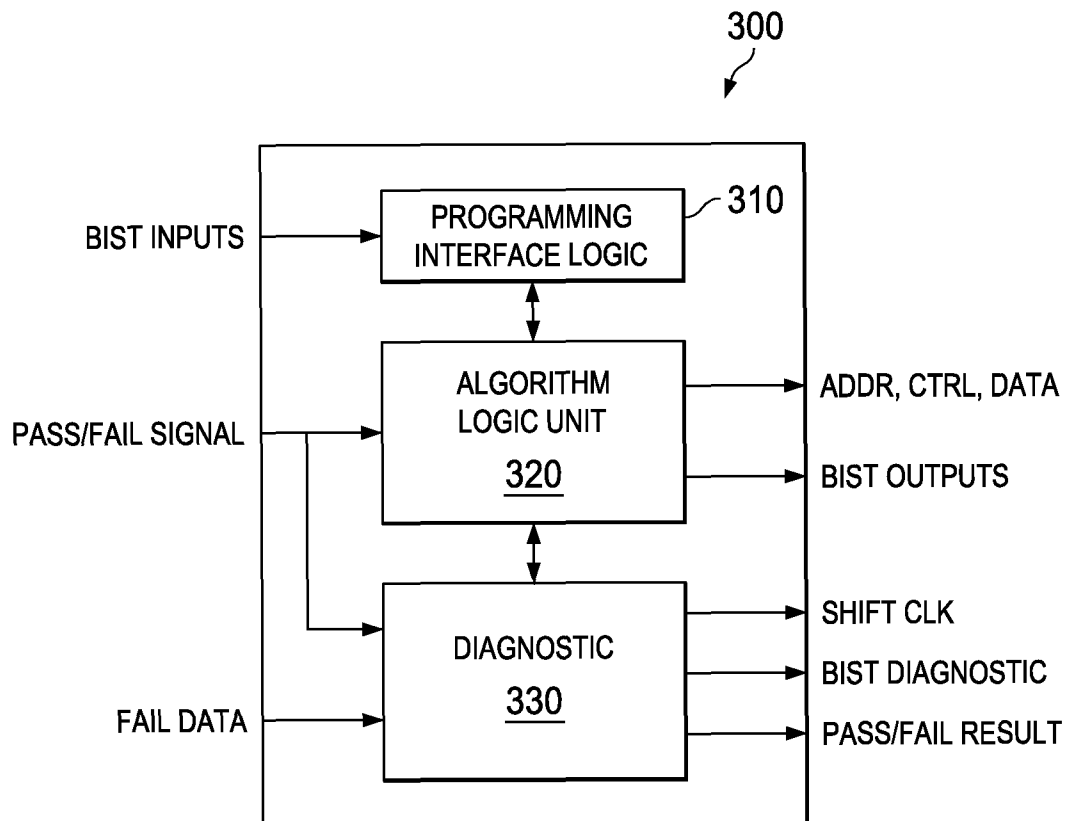 300
PROGRAMMING
INTERFACE LOGIC
310
BIST INPUTS
ALGORITHM
LOGIC UNIT
320
PASS/FAIL SIGNAL
ADDR, CTRL, DATA
BIST OUTPUTS
DIAGNOSTIC
330
FAIL DATA
SHIFT CLK
BIST DIAGNOSTIC
PASS/FAIL RESULT